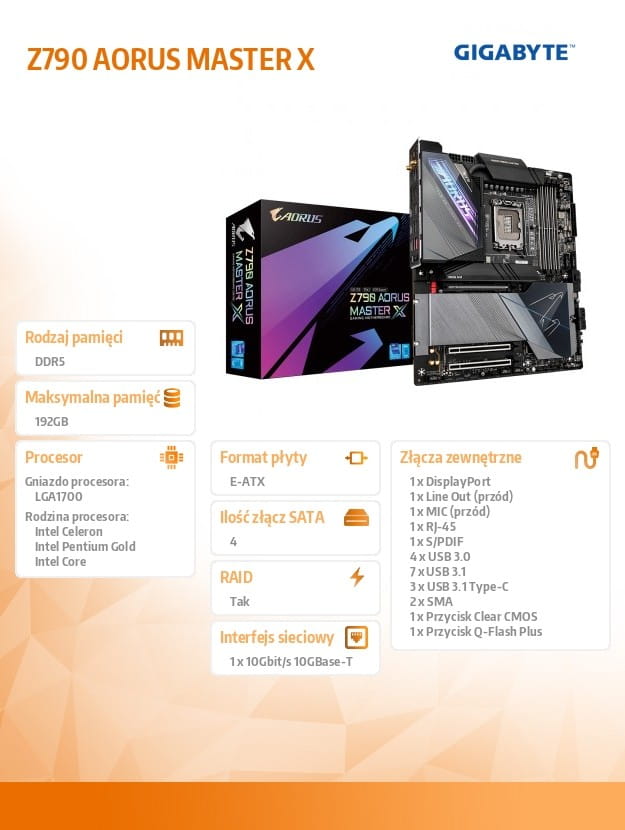 Z790 AORUS MASTER X
GIGABYTE™
AORUS
AORUS
Z790 AORUS
MASTER X
Z790 AORUS
MASTER X
AORUS
Rodzaj pamięci
DDR5
Maksymalna pamięć
192GB
Procesor
Gniazdo procesora:
LGA1700
Rodzina procesora:
Intel Celeron
Intel Pentium Gold
Intel Core
Format płyty
E-ATX
Ilość złącz SATA
4
RAID
Tak
Interfejs sieciowy
1 x 10Gbit/s 10GBase-T
Złącza zewnętrzne
1 x DisplayPort
1 x Line Out (przód)
1 x MIC (przód)
1 x RJ-45
1 x S/PDIF
4 x USB 3.0
7 x USB 3.1
3 x USB 3.1 Type-C
2 x SMA
1 x Przycisk Clear CMOS
1 x Przycisk Q-Flash Plus